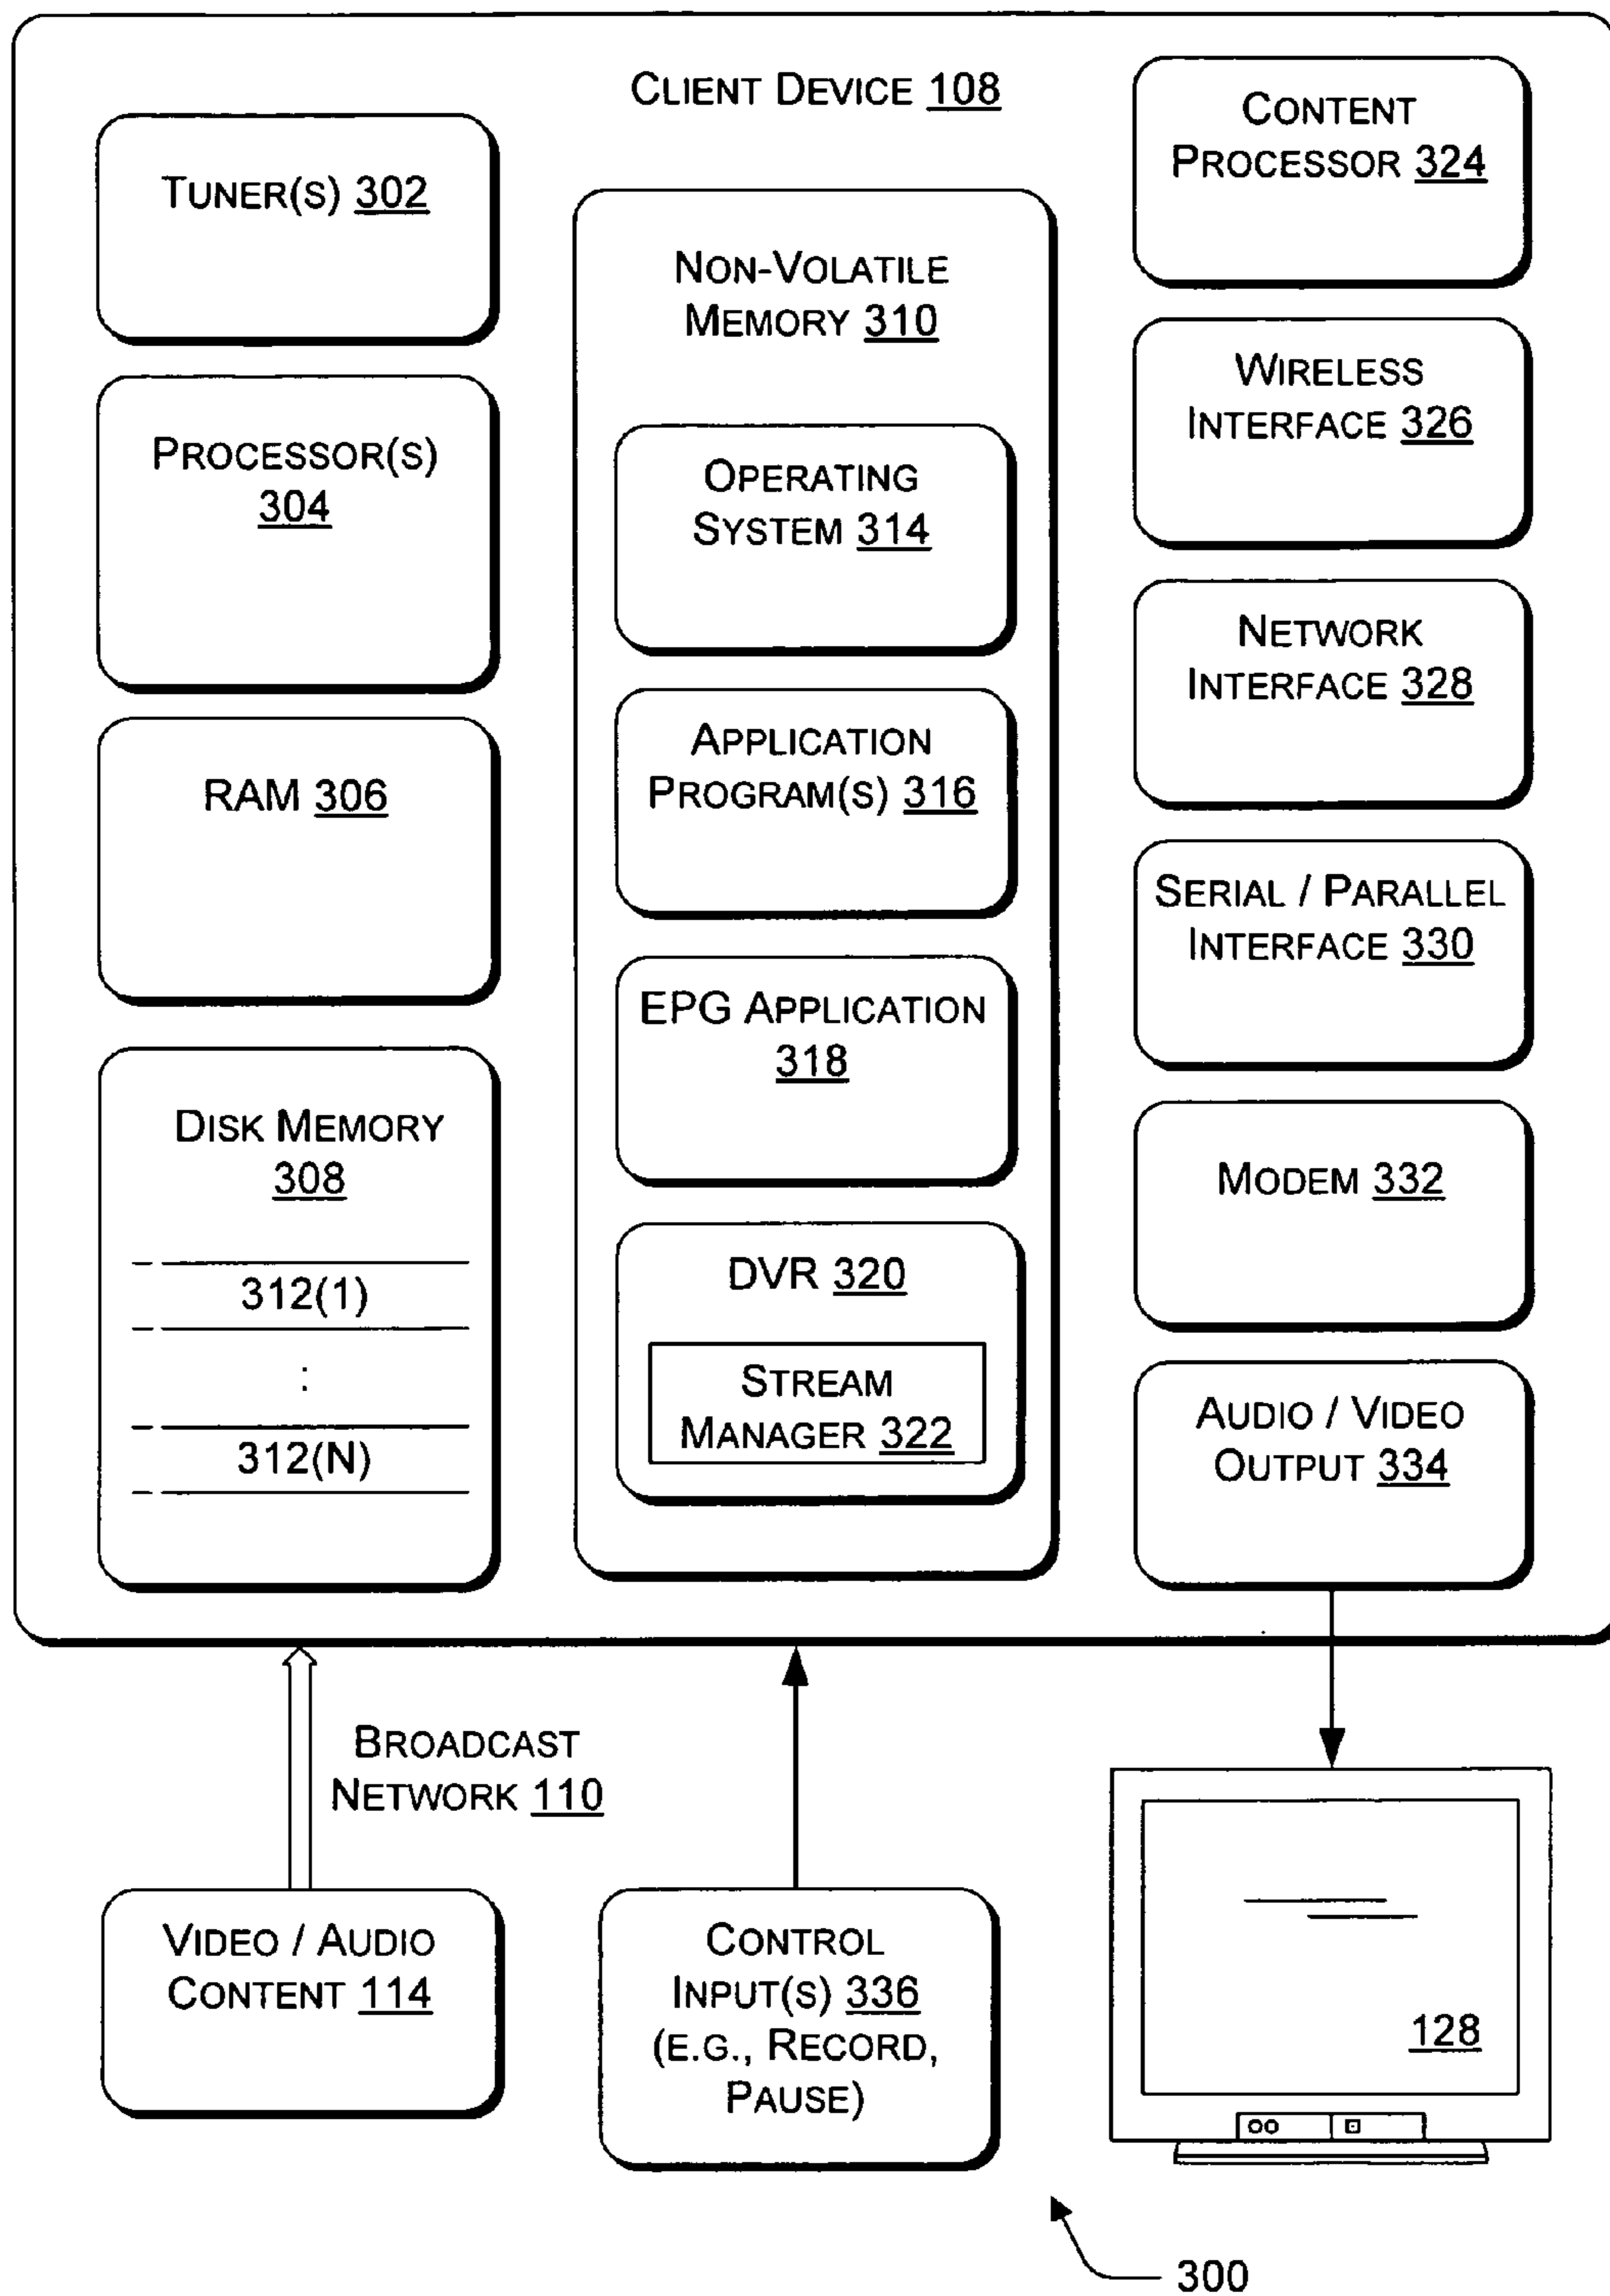 CLIENT DEVICE 108
TUNER(S) 302
PROCESSOR(S)
304
RAM 306
DISK MEMORY
308
312(1)
:
312(N)
NON-VOLATILE
MEMORY 310
OPERATING
SYSTEM 314
APPLICATION
PROGRAM(S) 316
EPG APPLICATION
318
DVR 320
STREAM
MANAGER 322
CONTENT
PROCESSOR 324
WIRELESS
INTERFACE 326
NETWORK
INTERFACE 328
SERIAL / PARALLEL
INTERFACE 330
MODEM 332
AUDIO / VIDEO
OUTPUT 334
BROADCAST
NETWORK 110
VIDEO / AUDIO
CONTENT 114
CONTROL
INPUT(S) 336
(E.G., RECORD,
PAUSE)
128
300